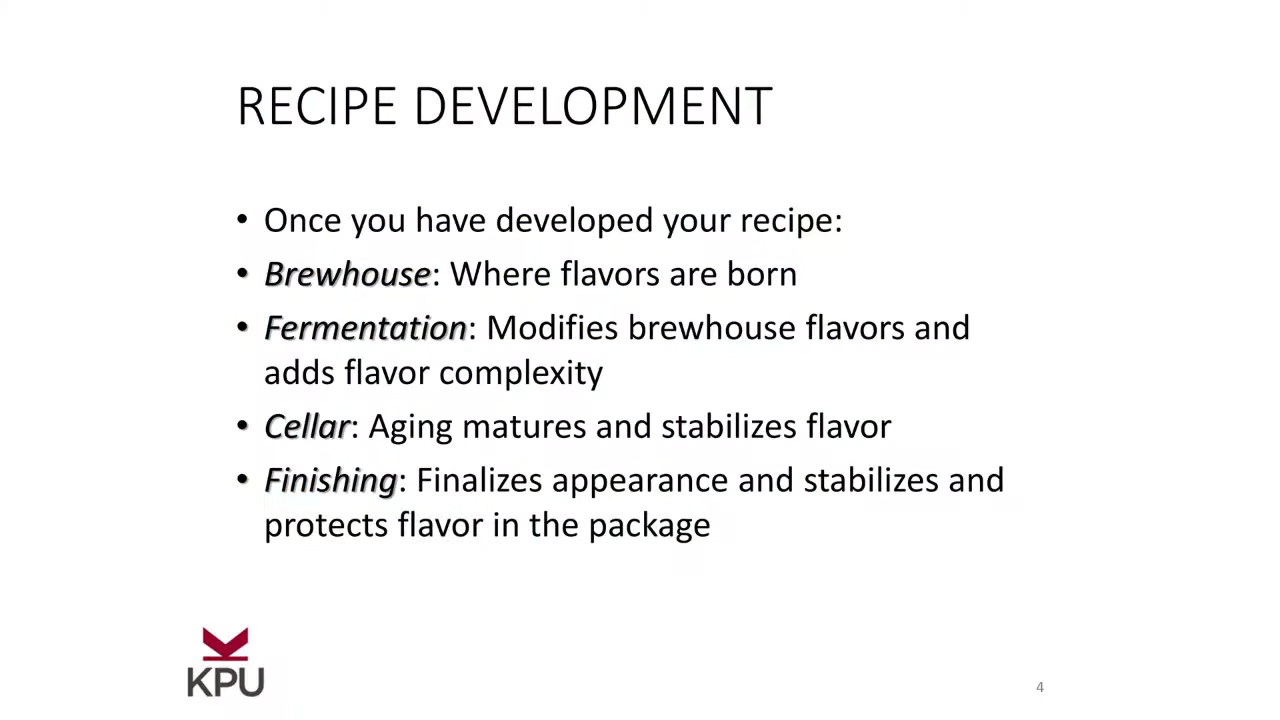 RECIPE DEVELOPMENT
• Once you have developed your recipe:
• Brewhouse: Where flavors are born
• Fermentation: Modifies brewhouse flavors and
adds flavor complexity
• Cellar: Aging matures and stabilizes flavor
• Finishing: Finalizes appearance and stabilizes and
protects flavor in the package
KPU
4